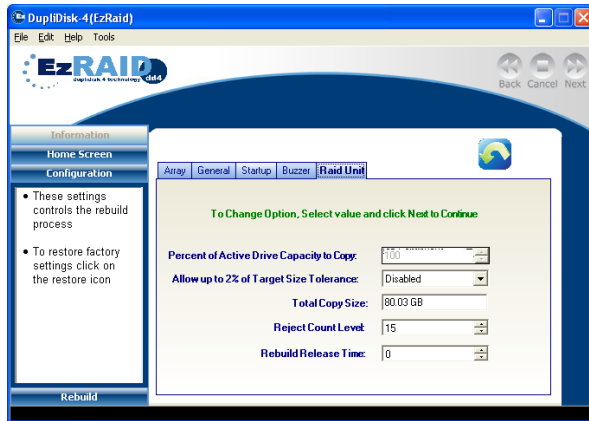 DupliDisk-4(EzRaid)
File Edit Help Tools
EzRAID
duplidisk 4 technology dd4
Back Cancel Next
Information
Home Screen
Configuration
Array General Startup Buzzer Raid Unit
• These settings
controls the rebuild
process
• To restore factory
settings click on
the restore icon
To Change Option, Select value and click Next to Continue
Percent of Active Drive Capacity to Copy: 100
Allow up to 2% of Target Size Tolerance: Disabled
Total Copy Size: 80.03 GB
Reject Count Level: 15
Rebuild Release Time: 0
Rebuild